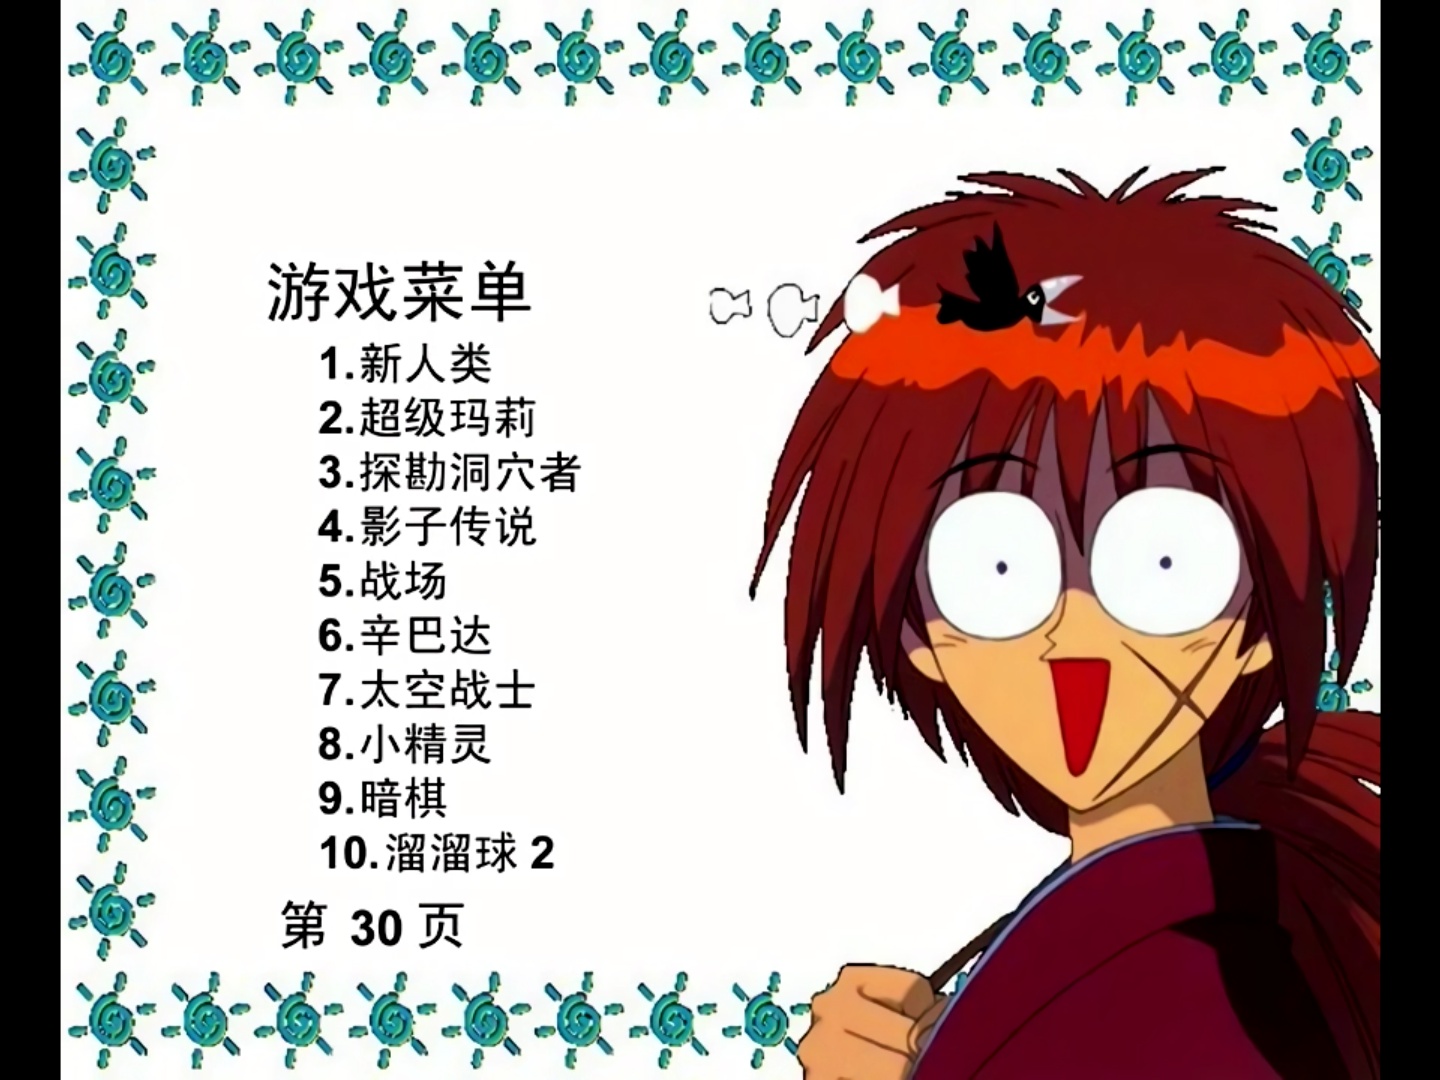 游戏菜单
1.新人类
2.超级玛莉
3.探勘洞穴者
4.影子传说
5.战场
6.辛巴达
7.太空战士
8.小精灵
9.暗棋
10.溜溜球 2
第 30 页